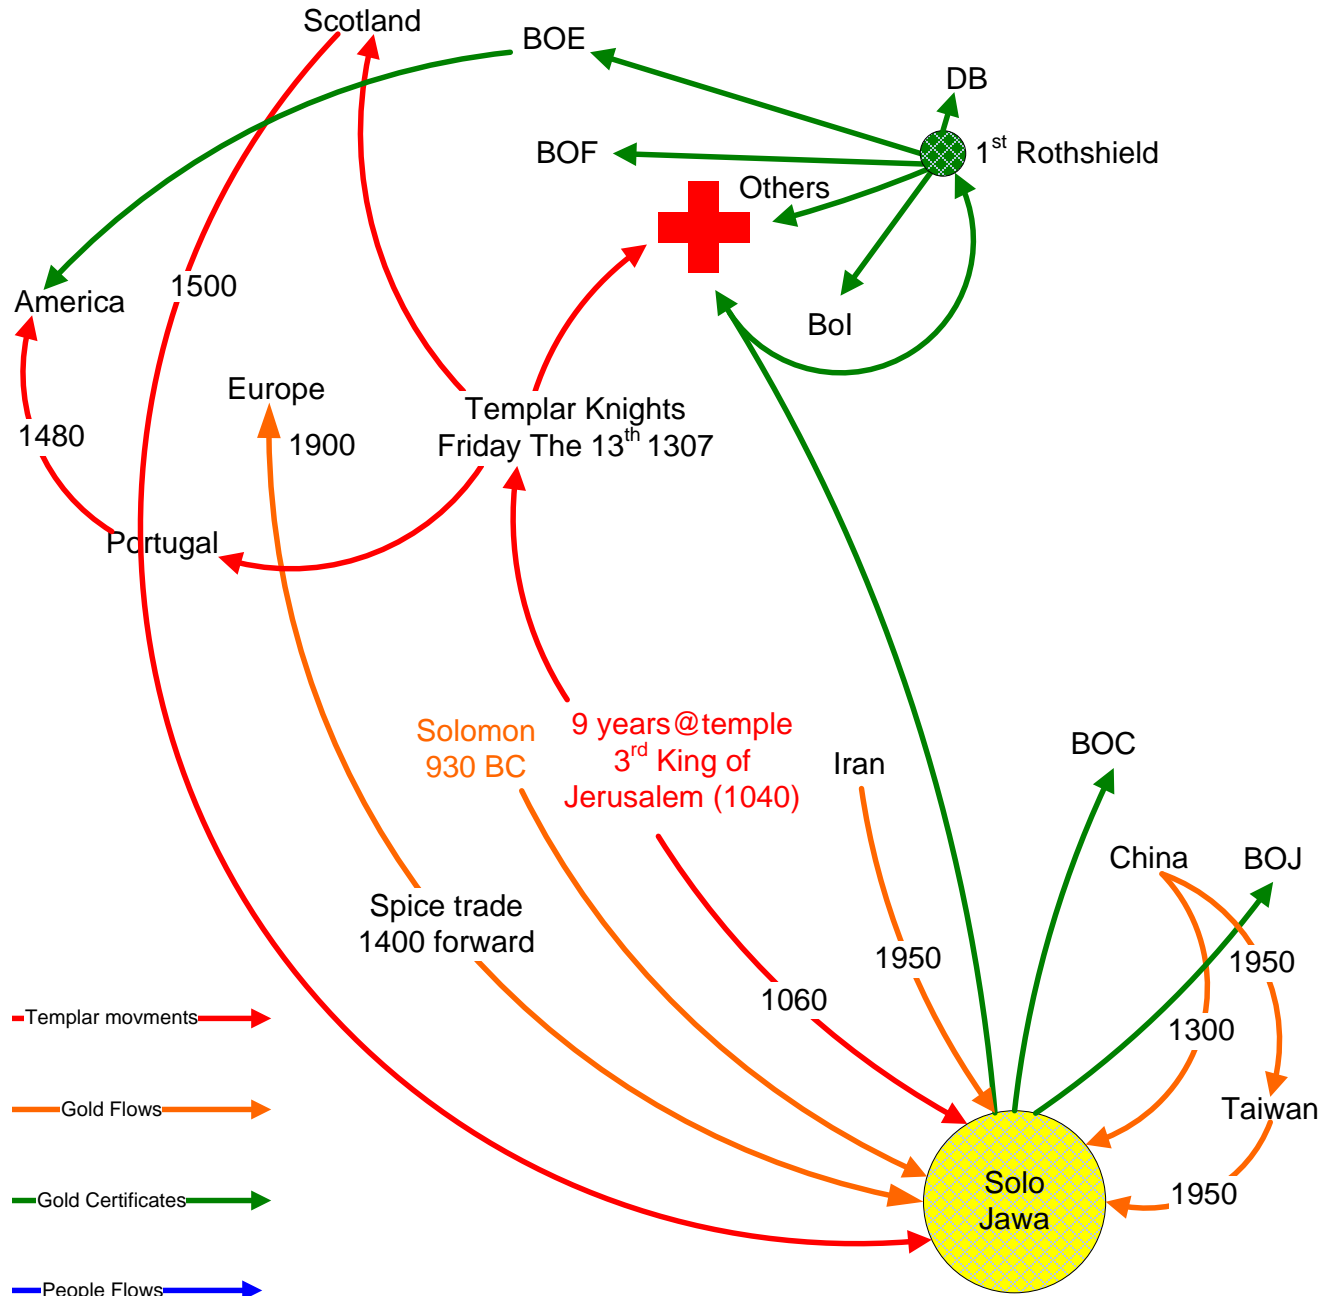 Scotland
BOE
DB
1st Rothshield
BOF
Others
BoI
America
1500
Europe
1900
1480
Templar Knights
Friday The 13th 1307
Portugal
Solomon
930 BC
9 years@temple
3rd King of
Jerusalem (1040)
Iran
BOC
China
BOJ
Spice trade
1400 forward
1950
1060
1950
1300
Templar movments
Gold Flows
Taiwan
Gold Certificates
Solo
Jawa
1950
People Flows